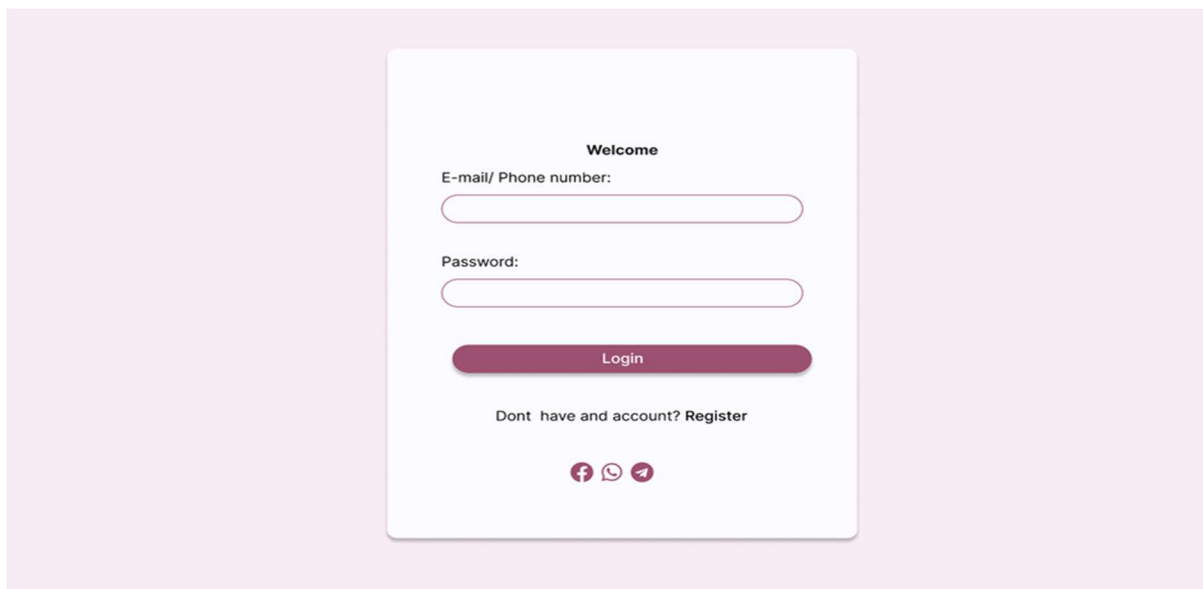 Welcome
E-mail/ Phone number:
Password:
Login
Dont  have and account? Register